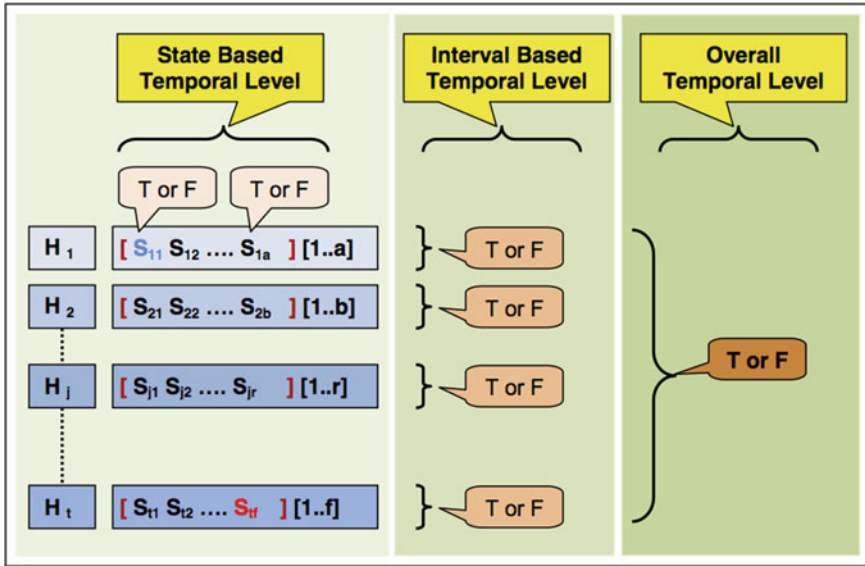 State Based
Temporal Level
Interval Based
Temporal Level
Overall
Temporal Level
T or F
T or F
H 1
[ S11 S12 .... S1a ] [1..a]
T or F
H 2
[ S21 S22 .... S2b ] [1..b]
T or F
T or F
H j
[ Sj1 Sj2 .... Sjr ] [1..r]
T or F
H t
[ St1 St2 .... Stf ] [1..f]
T or F